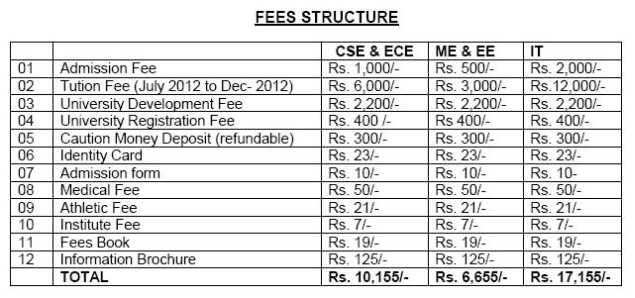 FEES STRUCTURE
CSE & ECE ME & EE IT
01 Admission Fee Rs. 1,000/- Rs. 500/- Rs. 2,000/-
02 Tution Fee (July 2012 to Dec- 2012) Rs. 6,000/- Rs. 3,000/- Rs.12,000/-
03 University Development Fee Rs. 2,200/- Rs. 2,200/- Rs. 2,200/-
04 University Registration Fee Rs. 400 /- Rs. 400/- Rs. 400/-
05 Caution Money Deposit (refundable) Rs. 300/- Rs. 300/- Rs. 300/-
06 Identity Card Rs. 23/- Rs. 23/- Rs. 23/-
07 Admission form Rs. 10/- Rs. 10/- Rs. 10-
08 Medical Fee Rs. 50/- Rs. 50/- Rs. 50/-
09 Athletic Fee Rs. 21/- Rs. 21/- Rs. 21/-
10 Institute Fee Rs. 7/- Rs. 7/- Rs. 7/-
11 Fees Book Rs. 19/- Rs. 19/- Rs. 19/-
12 Information Brochure Rs. 125/- Rs. 125/- Rs. 125/-
TOTAL Rs. 10,155/- Rs. 6,655/- Rs. 17,155/-